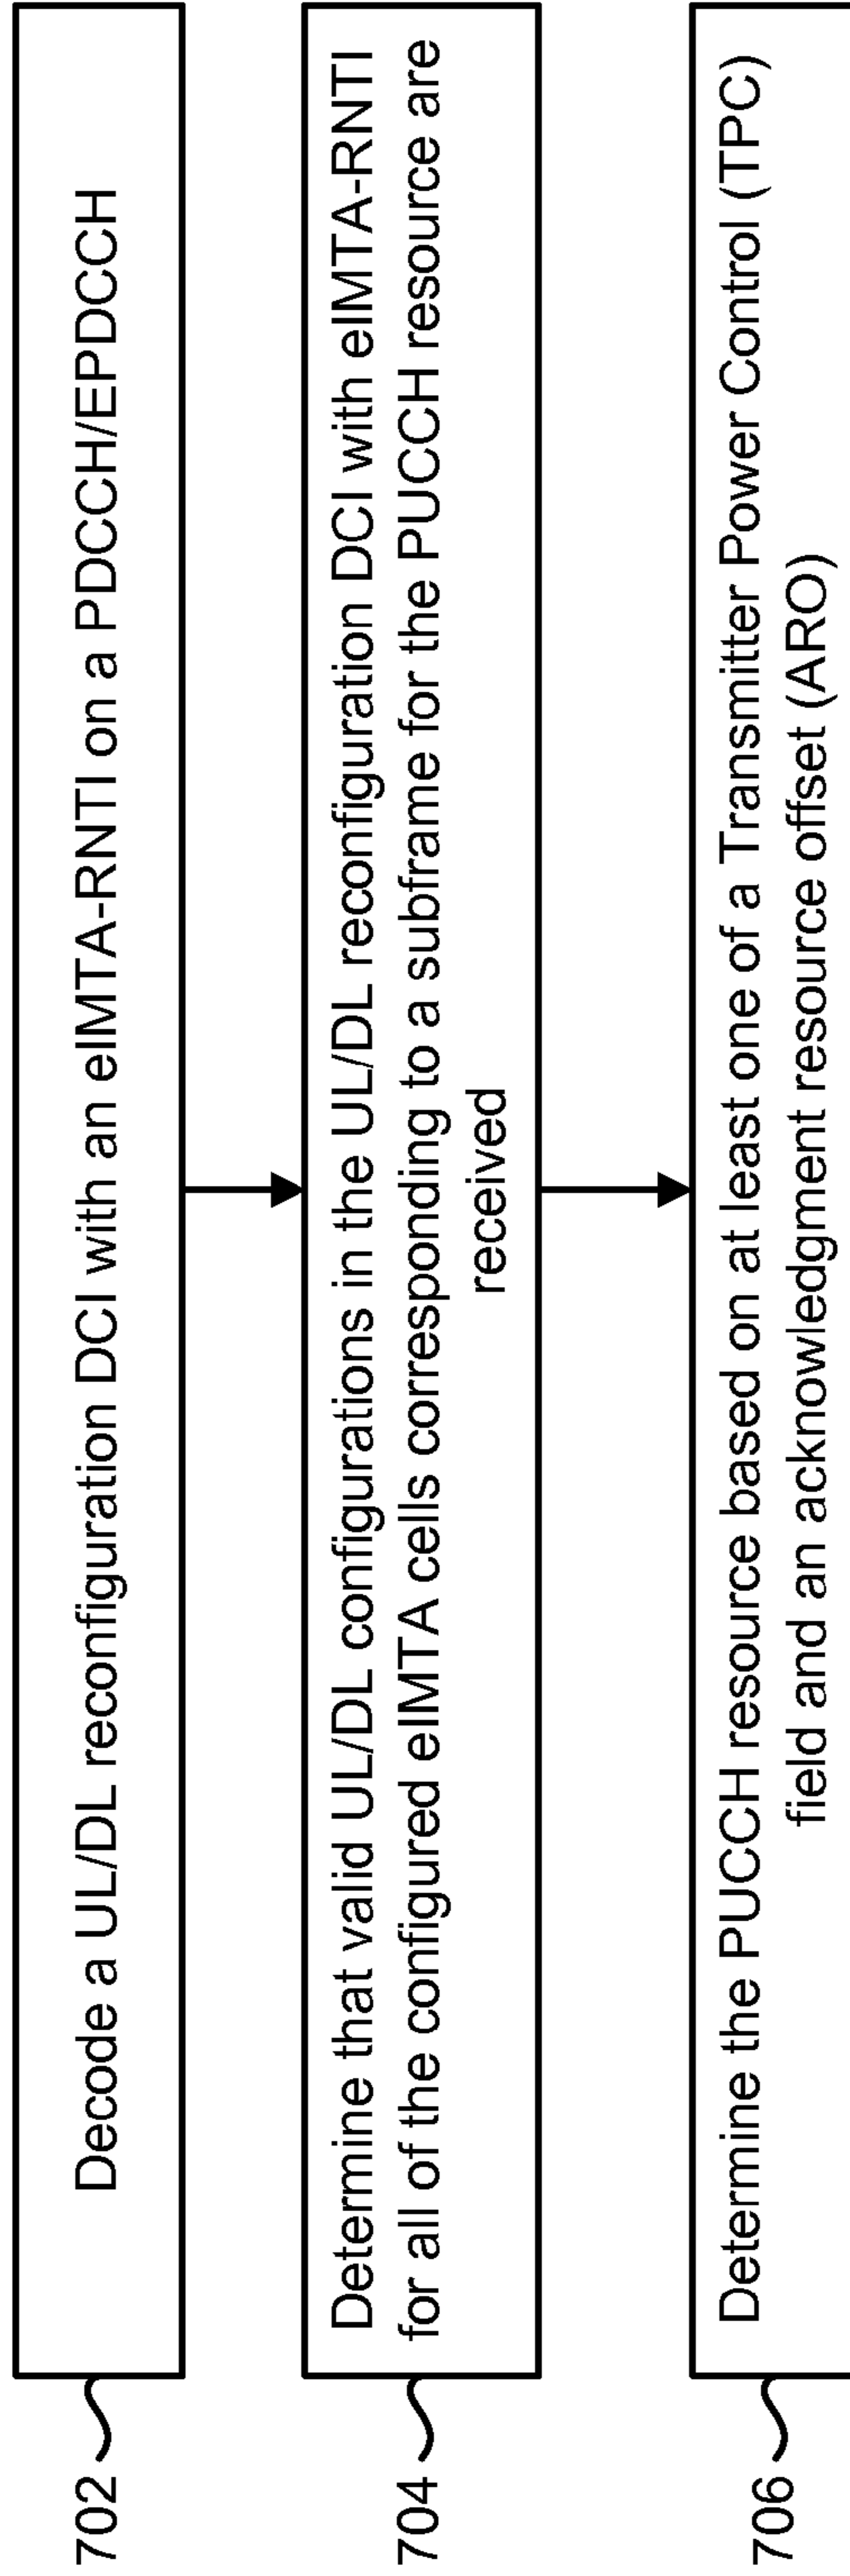 702
Decode a UL/DL reconfiguration DCI with an eIMTA-RNTI on a PDCCH/EPDCCH
704
Determine that valid UL/DL configurations in the UL/DL reconfiguration DCI with eIMTA-RNTI
for all of the configured eIMTA cells corresponding to a subframe for the PUCCH resource are
received
706
Determine the PUCCH resource based on at least one of a Transmitter Power Control (TPC)
field and an acknowledgment resource offset (ARO)